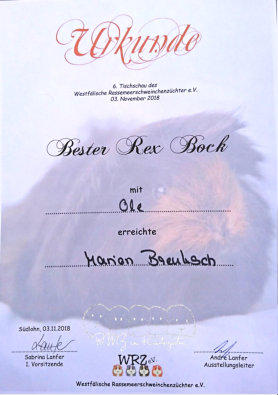 Urkunde
6. Tischschau des
Westfälische Rassemeerschweinchenzüchter e.V.
03. November 2018
Bester Rex Bock
mit
Ole
erreichte
Marion
Südlohn, 03.11.2018
Sabrina Lanfer
1. Vorsitzende
WRZ e.V.
André Lanfer
Ausstellungsleiter
Westfälische Rassemeerschweinchenzüchter e.V.